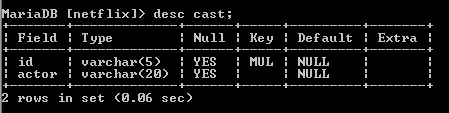 MariaDB [netflix]> desc cast;
+-------+-------------+------+-----+---------+-------+
| Field | Type        | Null | Key | Default | Extra |
+-------+-------------+------+-----+---------+-------+
| id    | varchar(5)  | YES  | MUL | NULL    |       |
| actor | varchar(20) | YES  |     | NULL    |       |
+-------+-------------+------+-----+---------+-------+
2 rows in set (0.06 sec)